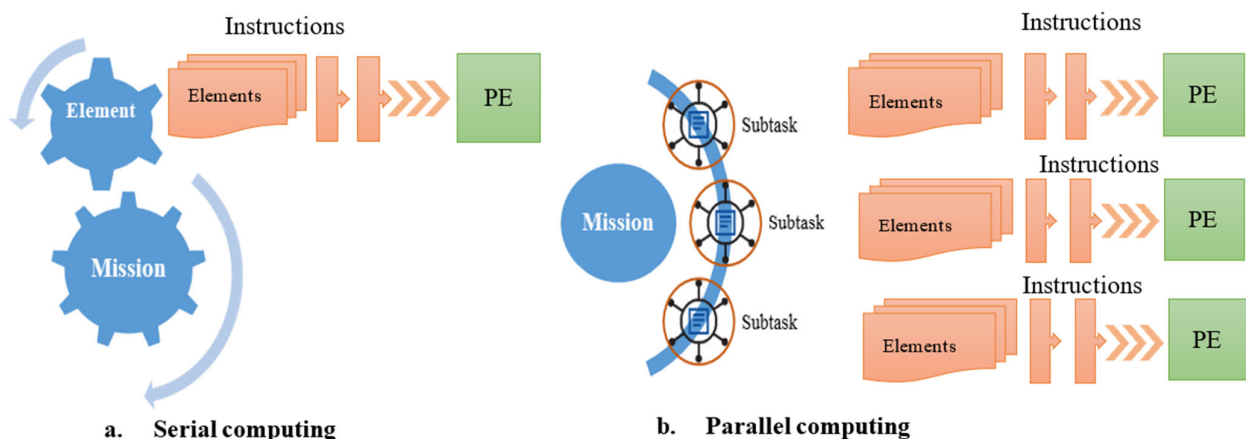 Instructions
Element
Elements
PE
Mission
a. Serial computing
Instructions
Subtask
Elements
PE
Mission
Subtask
Instructions
Elements
PE
Subtask
Instructions
Elements
PE
b. Parallel computing